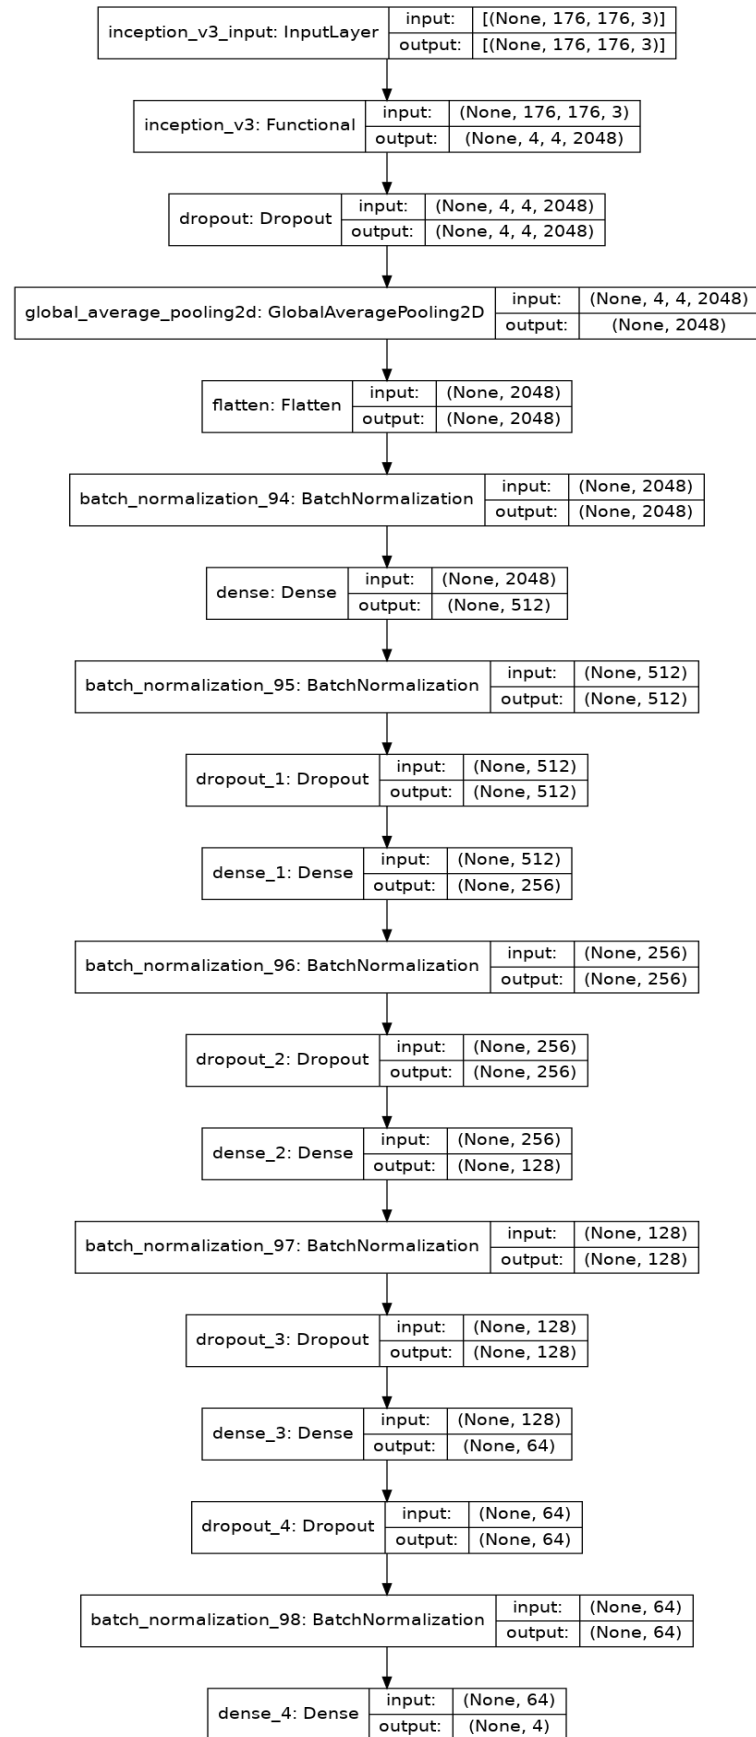 inception_v3_input: InputLayer
input: [(None, 176, 176, 3)]
output: [(None, 176, 176, 3)]
inception_v3: Functional
input: (None, 176, 176, 3)
output: (None, 4, 4, 2048)
dropout: Dropout
input: (None, 4, 4, 2048)
output: (None, 4, 4, 2048)
global_average_pooling2d: GlobalAveragePooling2D
input: (None, 4, 4, 2048)
output: (None, 2048)
flatten: Flatten
input: (None, 2048)
output: (None, 2048)
batch_normalization_94: BatchNormalization
input: (None, 2048)
output: (None, 2048)
dense: Dense
input: (None, 2048)
output: (None, 512)
batch_normalization_95: BatchNormalization
input: (None, 512)
output: (None, 512)
dropout_1: Dropout
input: (None, 512)
output: (None, 512)
dense_1: Dense
input: (None, 512)
output: (None, 256)
batch_normalization_96: BatchNormalization
input: (None, 256)
output: (None, 256)
dropout_2: Dropout
input: (None, 256)
output: (None, 256)
dense_2: Dense
input: (None, 256)
output: (None, 128)
batch_normalization_97: BatchNormalization
input: (None, 128)
output: (None, 128)
dropout_3: Dropout
input: (None, 128)
output: (None, 128)
dense_3: Dense
input: (None, 128)
output: (None, 64)
dropout_4: Dropout
input: (None, 64)
output: (None, 64)
batch_normalization_98: BatchNormalization
input: (None, 64)
output: (None, 64)
dense_4: Dense
input: (None, 64)
output: (None, 4)